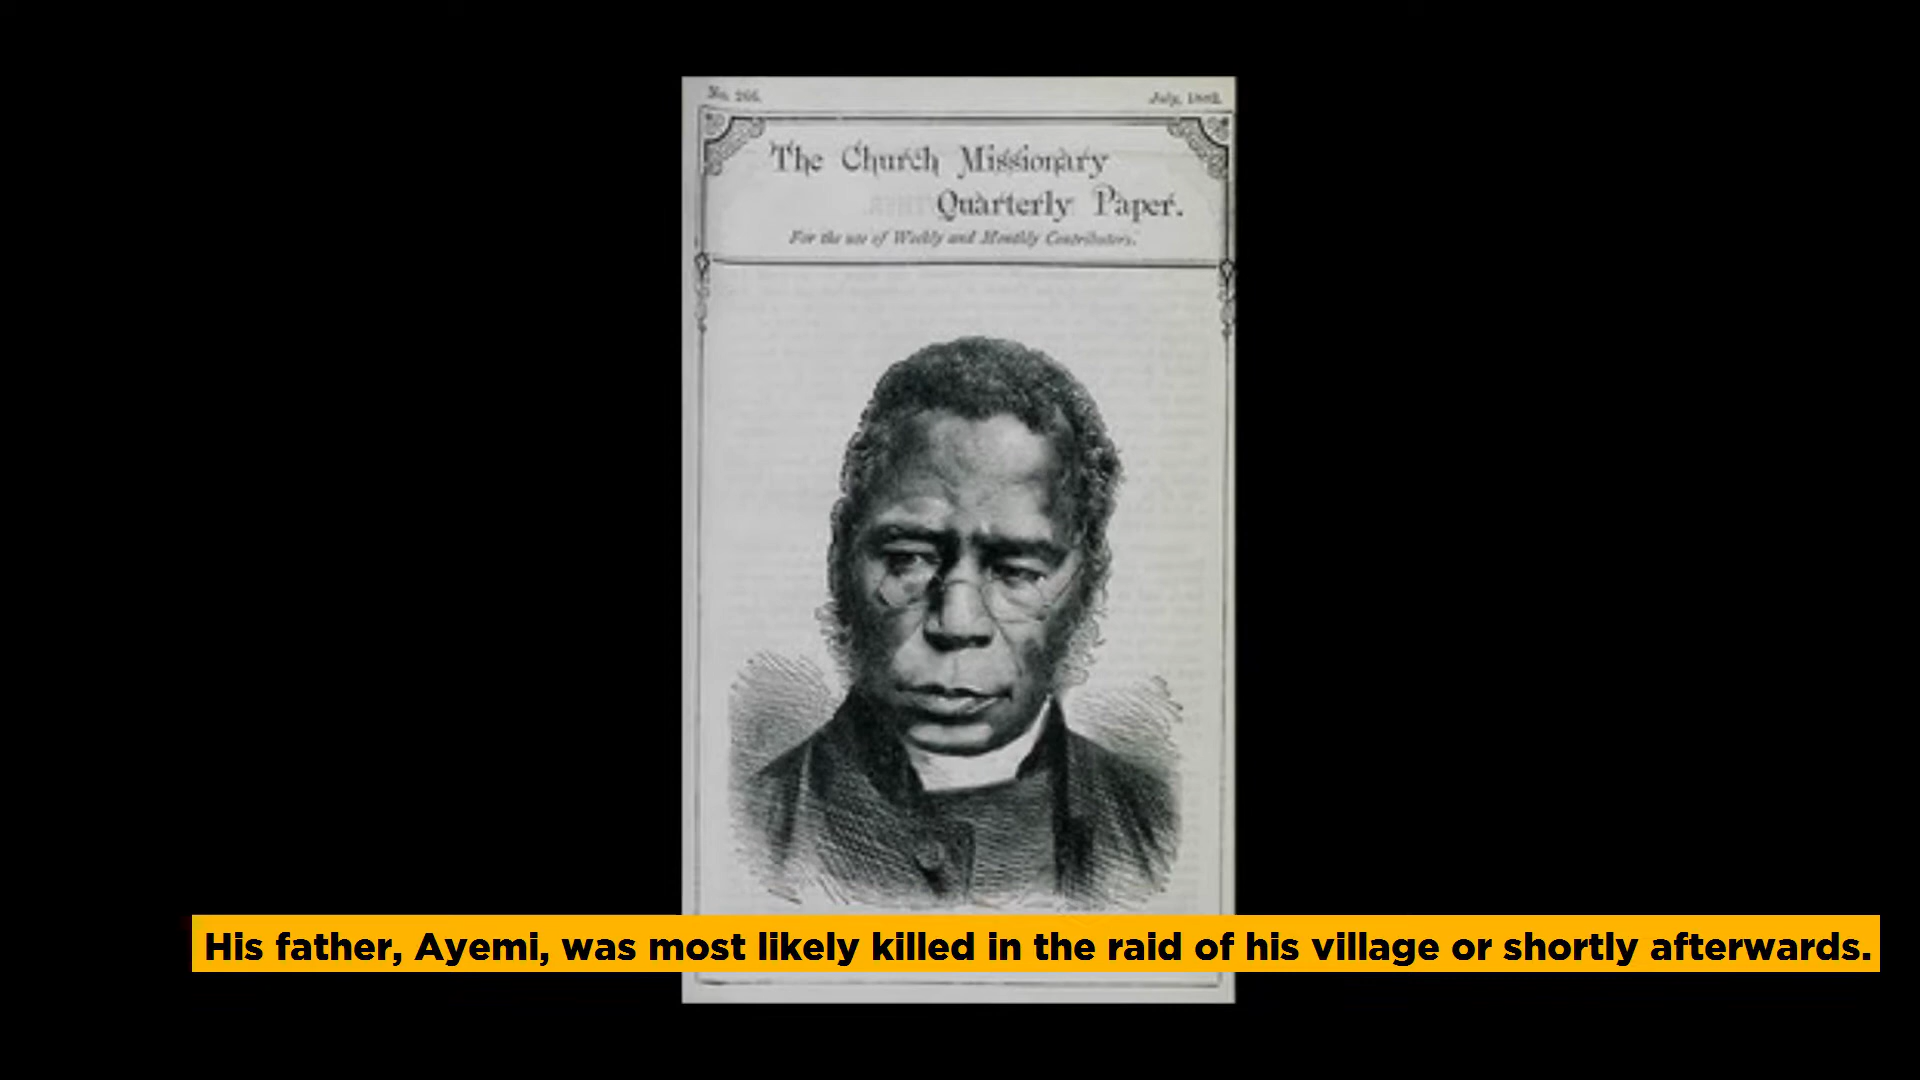 No. 266.
July, 1882.
The Church Missionary
Quarterly Paper.
For the use of Weekly and Monthly Contributors.
His father, Ayemi, was most likely killed in the raid of his village or shortly afterwards.